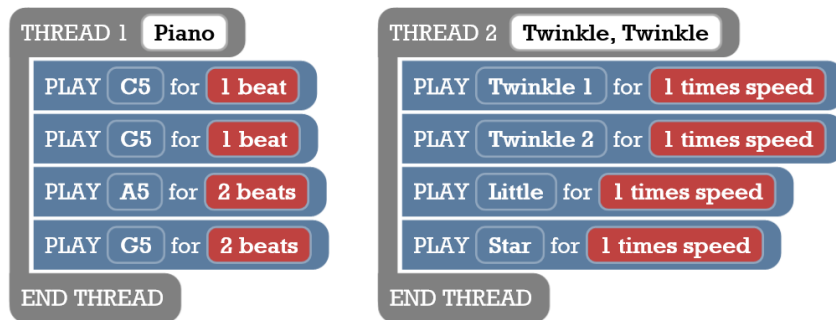 THREAD 1 Piano
PLAY C5 for 1 beat
PLAY G5 for 1 beat
PLAY A5 for 2 beats
PLAY G5 for 2 beats
END THREAD
THREAD 2 Twinkle, Twinkle
PLAY Twinkle 1 for 1 times speed
PLAY Twinkle 2 for 1 times speed
PLAY Little for 1 times speed
PLAY Star for 1 times speed
END THREAD